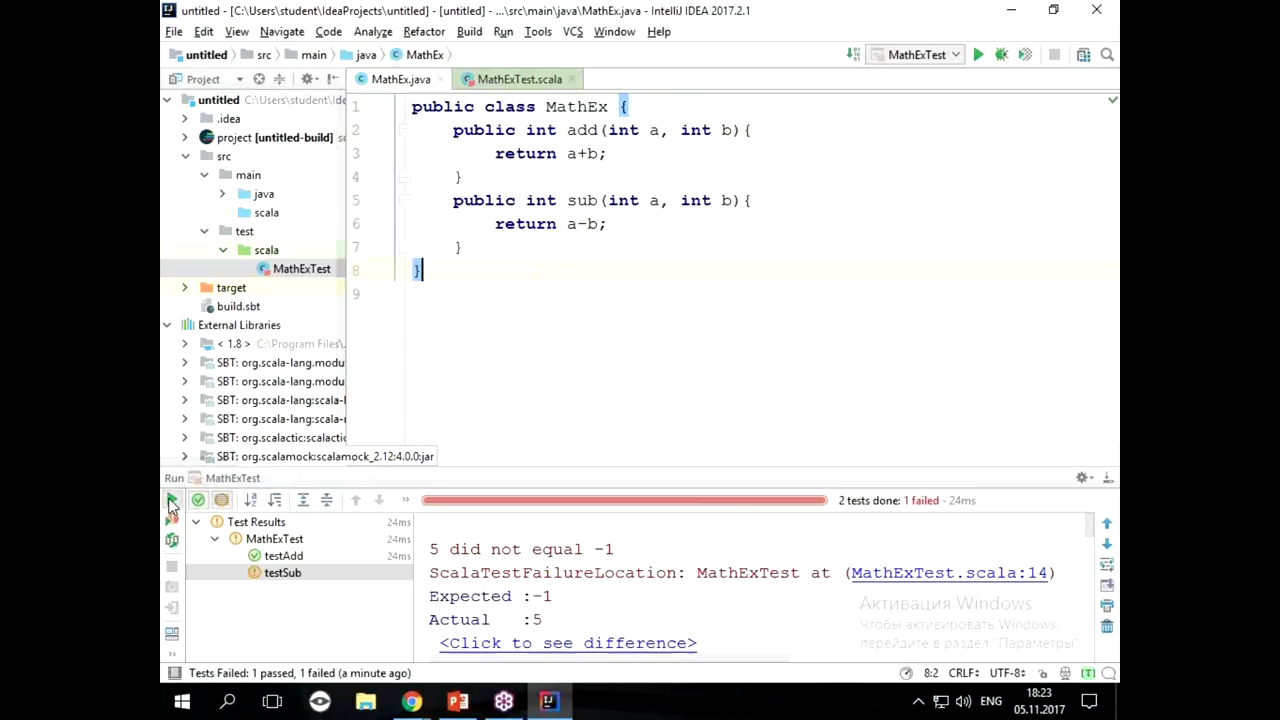 untitled - [C:\Users\student\IdeaProjects\untitled] - [untitled] - ...\src\main\java\MathEx.java - IntelliJ IDEA 2017.2.1
File Edit View Navigate Code Analyze Refactor Build Run Tools VCS Window Help
untitled src main java MathEx MathExTest
Project MathEx.java MathExTest.scala
untitled C:\Users\student\Ide
.idea
project [untitled-build]
src
main
java
scala
test
scala
MathExTest
target
build.sbt
External Libraries
< 1.8 > C:\Program Files\
SBT: org.scala-lang.modu
SBT: org.scala-lang.modu
SBT: org.scala-lang:scala-l
SBT: org.scala-lang:scala-r
SBT: org.scalactic:scalactic
SBT: org.scalamock:scalamock_2.12:4.0.0:jar
1 public class MathEx {
2 public int add(int a, int b){
3 return a+b;
4 }
5 public int sub(int a, int b){
6 return a-b;
7 }
8 }
9
Run MathExTest
2 tests done: 1 failed - 24ms
Test Results 24ms
MathExTest 24ms
testAdd 24ms
testSub
5 did not equal -1
ScalaTestFailureLocation: MathExTest at (MathExTest.scala:14)
Expected :-1
Actual :5
<Click to see difference>
Активация Windows
Чтобы активировать Windows,
перейдите в раздел "Параметры".
Tests Failed: 1 passed, 1 failed (a minute ago) 8:2 CRLF UTF-8 [T]
ENG 18:23
05.11.2017